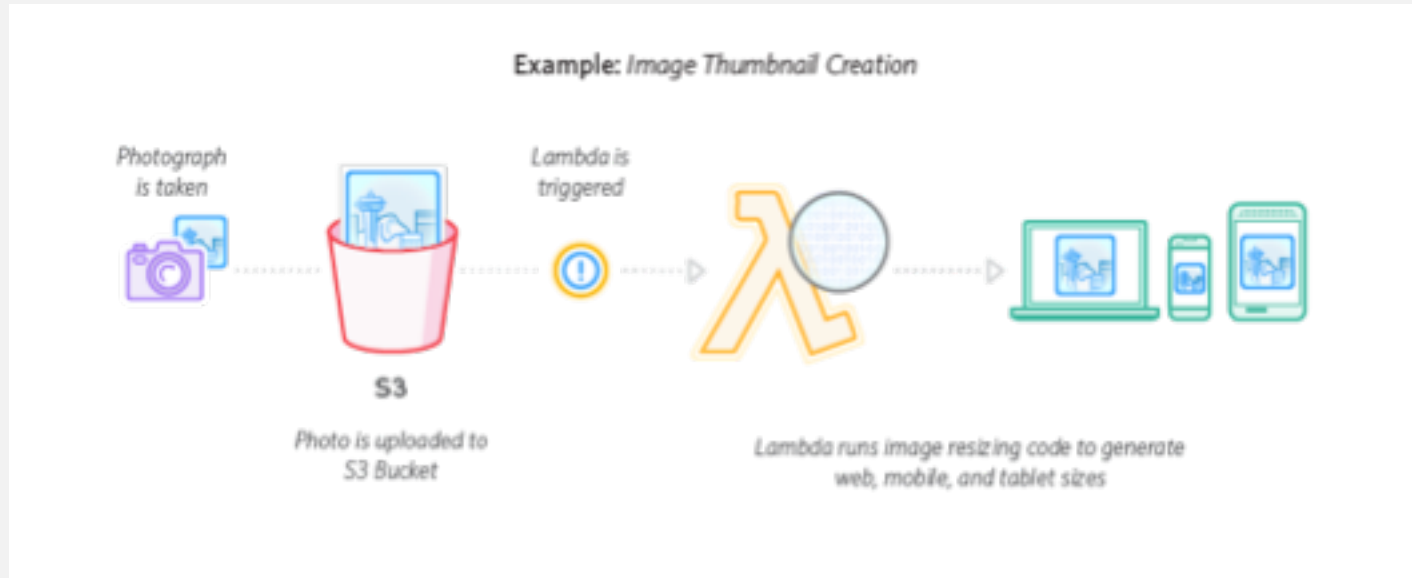 Example: Image Thumbnail Creation
Photograph
is taken
Lambda is
triggered
S3
Photo is uploaded to
S3 Bucket
Lambda runs image resizing code to generate
web, mobile, and tablet sizes